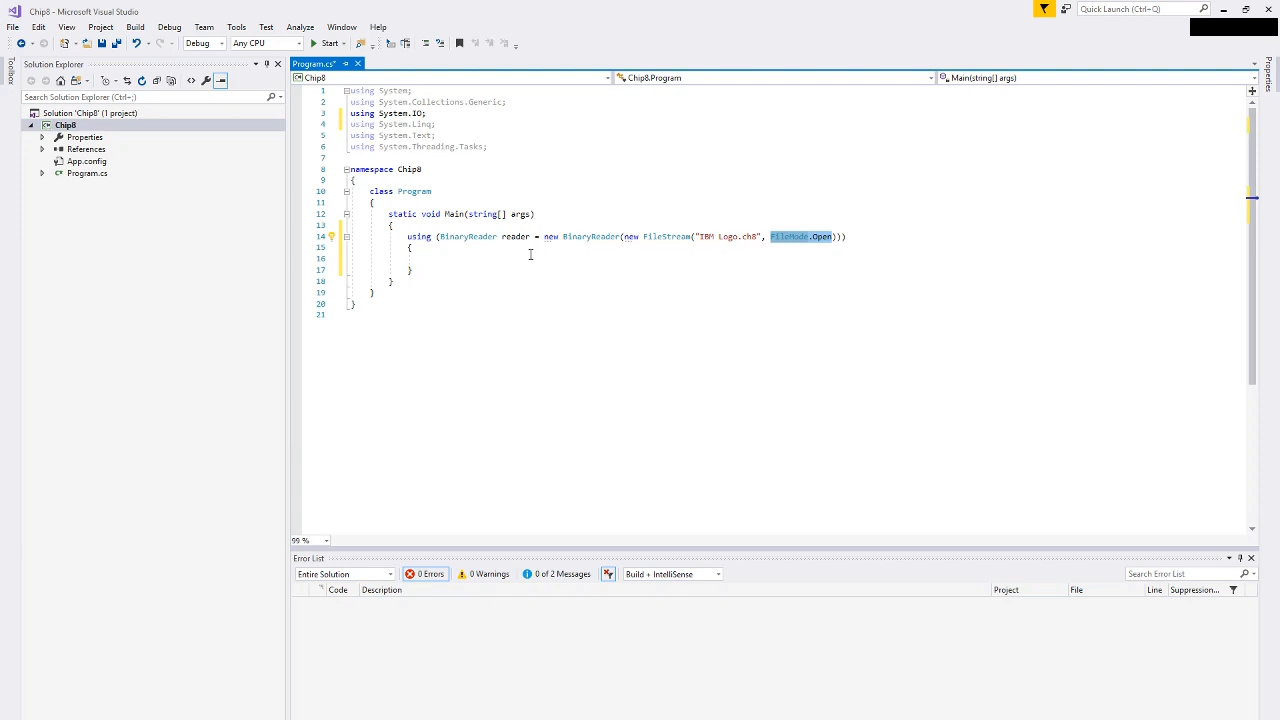 Chip8 - Microsoft Visual Studio
Quick Launch (Ctrl+Q)
File Edit View Project Build Debug Team Tools Test Analyze Window Help
Debug Any CPU Start
Toolbox
Solution Explorer
Search Solution Explorer (Ctrl+;)
Solution 'Chip8' (1 project)
Chip8
Properties
References
App.config
Program.cs
Program.cs*
Chip8 Chip8.Program Main(string[] args)
1 using System;
2 using System.Collections.Generic;
3 using System.IO;
4 using System.Linq;
5 using System.Text;
6 using System.Threading.Tasks;
7
8 namespace Chip8
9 {
10 class Program
11 {
12 static void Main(string[] args)
13 {
14 using (BinaryReader reader = new BinaryReader(new FileStream("IBM Logo.ch8", FileMode.Open)))
15 {
16
17 }
18 }
19 }
20 }
21
99 %
Properties
Error List
Entire Solution 0 Errors 0 Warnings 0 of 2 Messages Build + IntelliSense Search Error List
Code Description Project File Line Suppression...